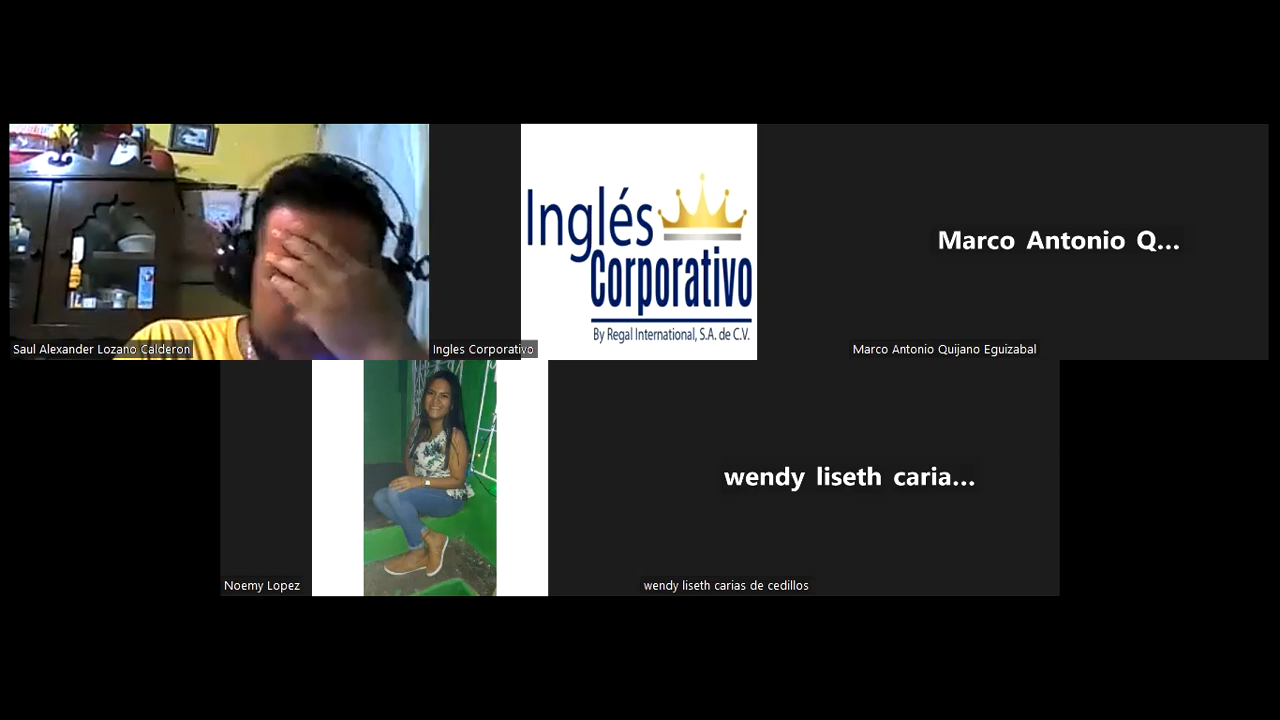 Inglés
Corporativo
By Regal International, S.A. de C.V.
Marco Antonio Q...
Saul Alexander Lozano Calderon
Ingles Corporativo
Marco Antonio Quijano Eguizabal
wendy liseth caria...
Noemy Lopez
wendy liseth carias de cedillos